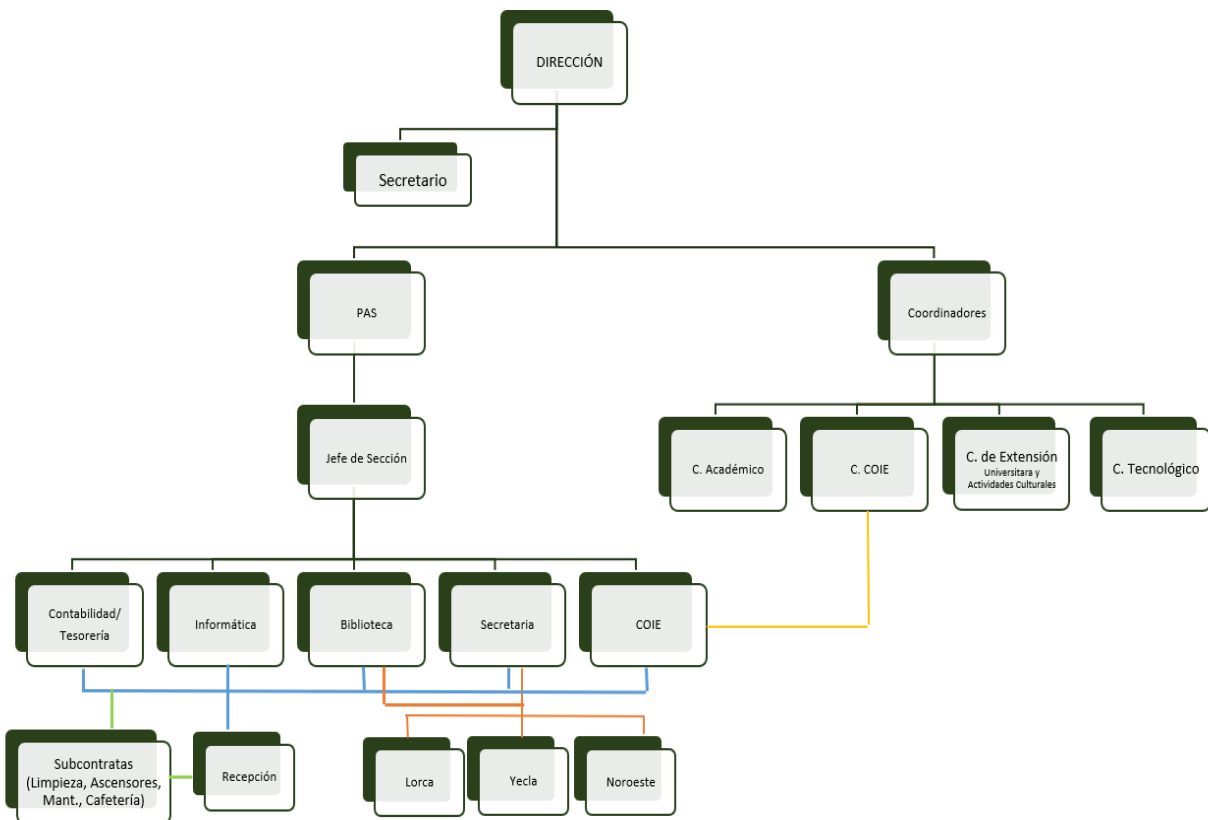 DIRECCIÓN
Secretario
PAS
Coordinadores
Jefe de Sección
C. Académico
C. COIE
C. de Extensión
Universitara y
Actividades Culturales
C. Tecnológico
Contabilidad/
Tesorería
Informática
Biblioteca
Secretaria
COIE
Subcontratas
(Limpieza, Ascensores,
Mant., Cafetería)
Recepción
Lorca
Yecla
Noroeste